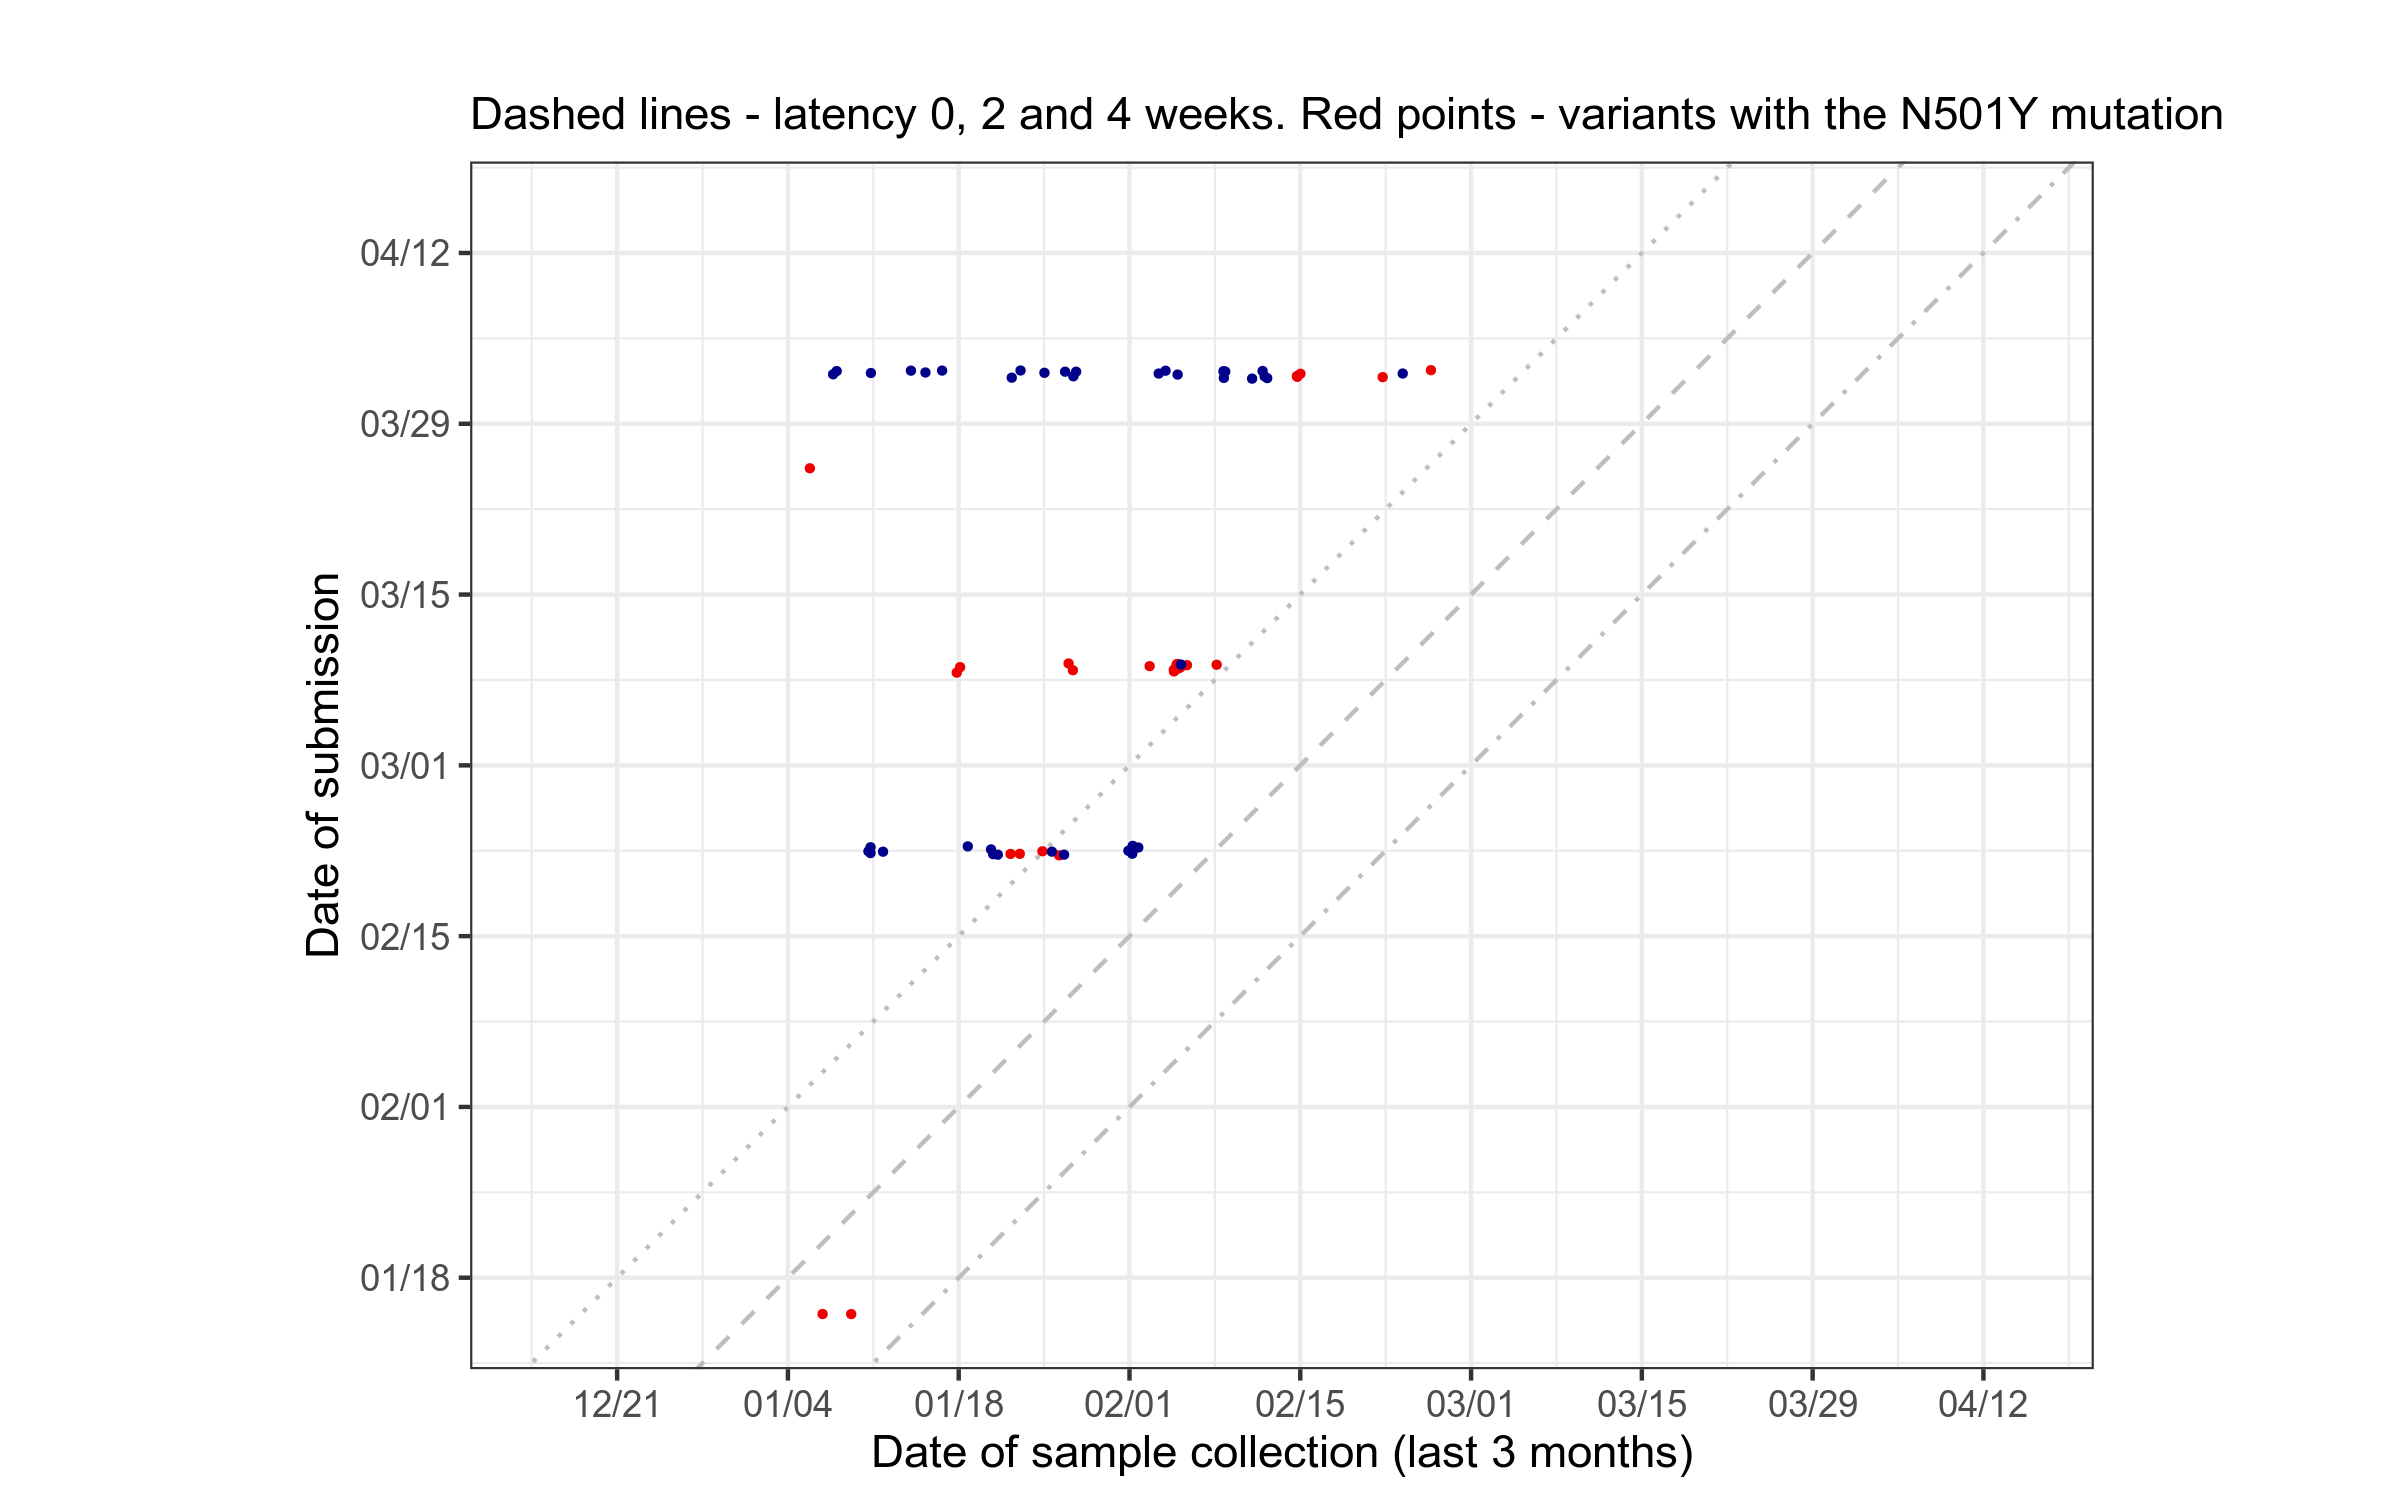 Dashed lines - latency 0, 2 and 4 weeks. Red points - variants with the N501Y mutation
Date of submission
04/12
03/29
03/15
03/01
02/15
02/01
01/18
12/21 01/04 01/18 02/01 02/15 03/01 03/15 03/29 04/12
Date of sample collection (last 3 months)